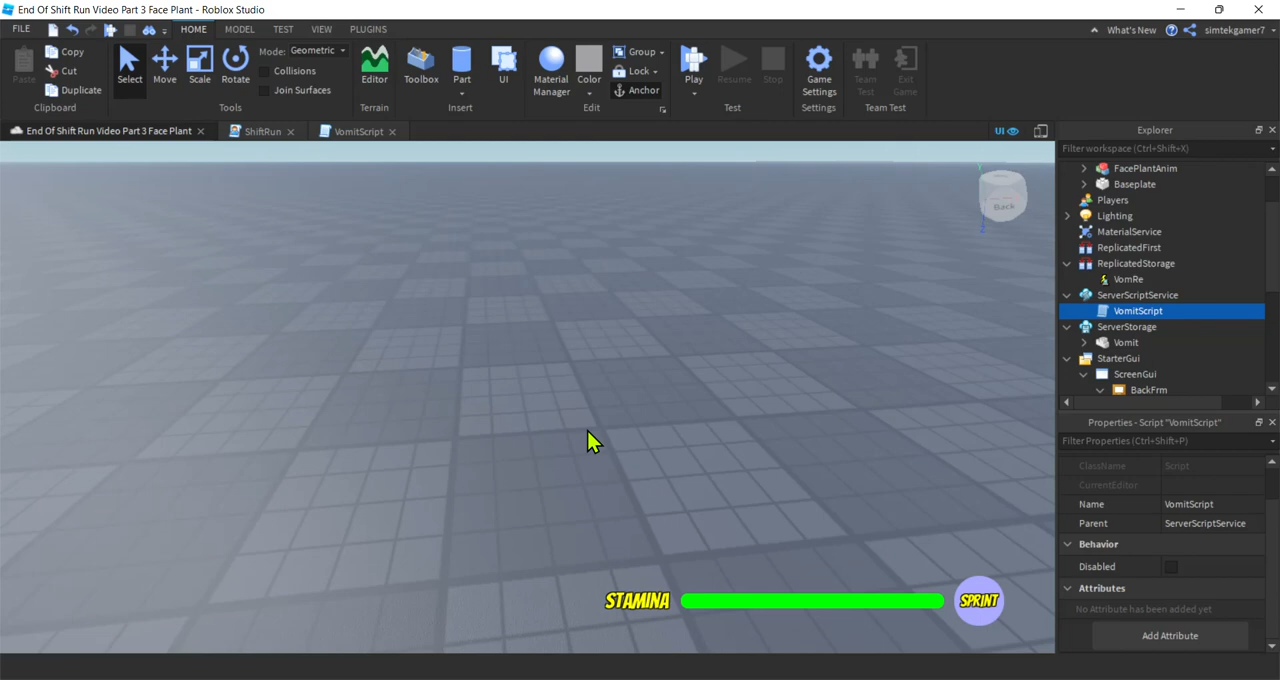 End Of Shift Run Video Part 3 Face Plant - Roblox Studio
FILE HOME MODEL TEST VIEW PLUGINS What's New simtekgamer7
Paste Copy Cut Duplicate Clipboard
Select Move Scale Rotate Mode: Geometric Collisions Join Surfaces Tools
Editor Terrain
Toolbox Part UI Insert
Material Manager Color Group Lock Anchor Edit
Play Resume Stop Test
Game Settings Settings
Team Test Exit Game Team Test
End Of Shift Run Video Part 3 Face Plant ShiftRun VomitScript UI
Back
STAMINA SPRINT
Explorer
Filter workspace (Ctrl+Shift+X)
FacePlantAnim
Baseplate
Players
Lighting
MaterialService
ReplicatedFirst
ReplicatedStorage
VomRe
ServerScriptService
VomitScript
ServerStorage
Vomit
StarterGui
ScreenGui
BackFrm
Properties - Script "VomitScript"
Filter Properties (Ctrl+Shift+P)
ClassName Script
CurrentEditor
Name VomitScript
Parent ServerScriptService
Behavior
Disabled
Attributes
No Attribute has been added yet
Add Attribute